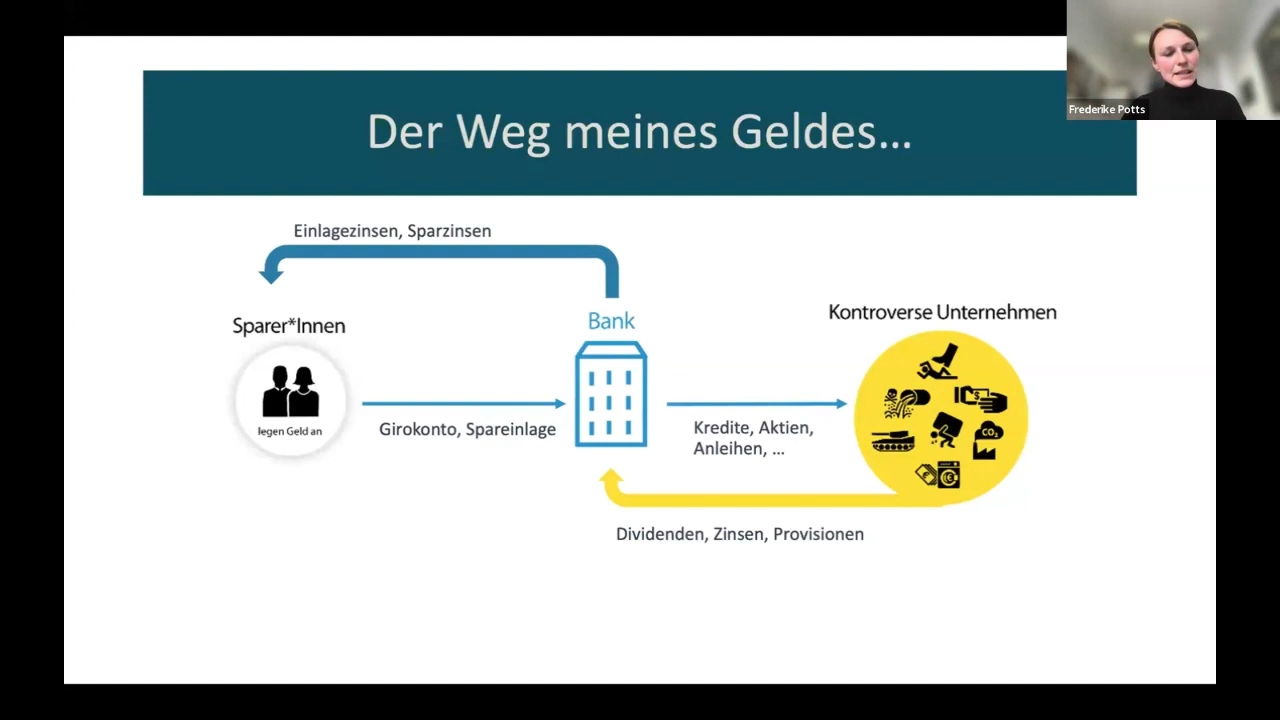 Frederike Potts
Der Weg meines Geldes...
Einlagezinsen, Sparzinsen
Sparer*Innen
legen Geld an
Girokonto, Spareinlage
Bank
Kredite, Aktien,
Anleihen, ...
Kontroverse Unternehmen
$
CO2
€
€
Dividenden, Zinsen, Provisionen